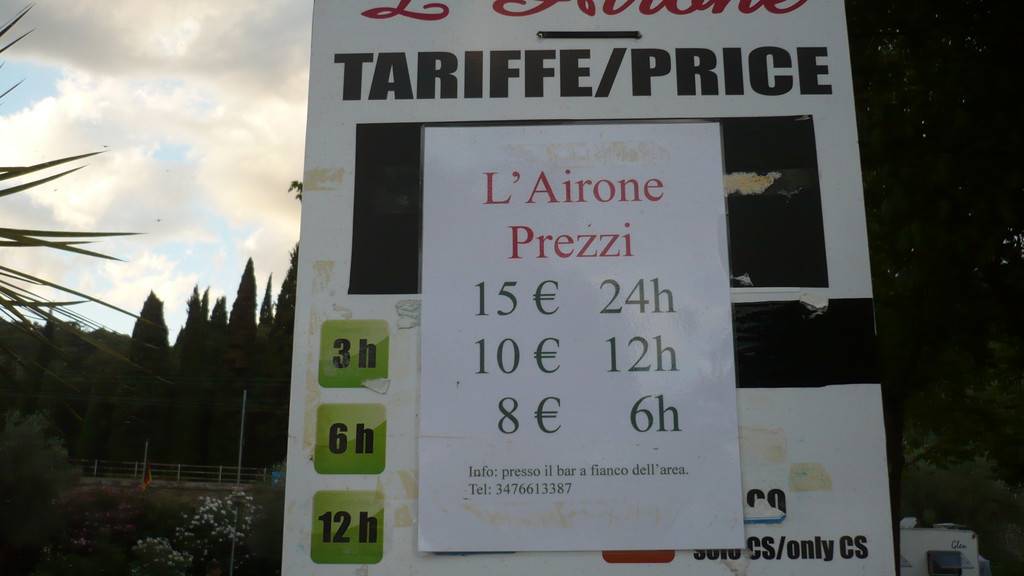 L'Airone
TARIFFE/PRICE
L'Airone
Prezzi
15 € 24h
10 € 12h
8 € 6h
Info: presso il bar a fianco dell'area.
Tel: 3476613387
3 h
6 h
12 h
solo CS/only CS